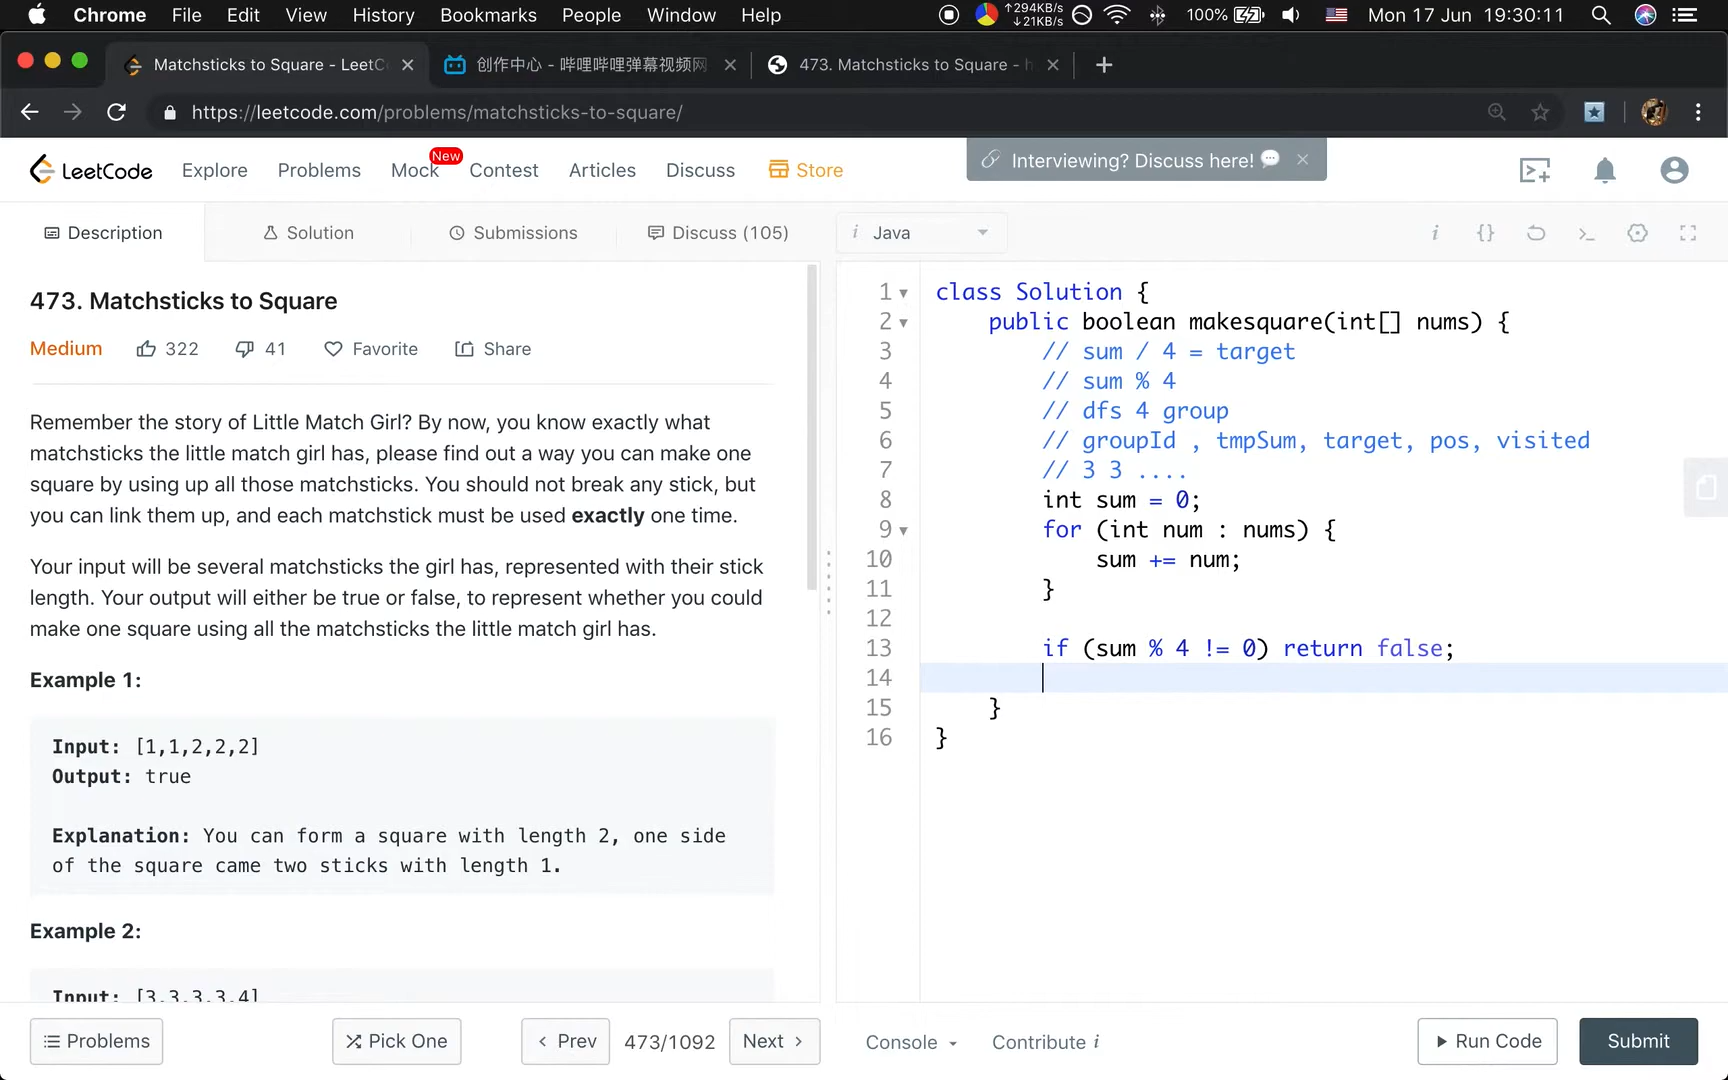 Chrome File Edit View History Bookmarks People Window Help ↑294KB/s ↓21KB/s 100% Mon 17 Jun 19:30:11
Matchsticks to Square - LeetCo
创作中心 - 哔哩哔哩弹幕视频网
473. Matchsticks to Square - h
https://leetcode.com/problems/matchsticks-to-square/
LeetCode Explore Problems Mock New Contest Articles Discuss Store Interviewing? Discuss here!
Description Solution Submissions Discuss (105)
i Java
473. Matchsticks to Square
Medium 322 41 Favorite Share
Remember the story of Little Match Girl? By now, you know exactly what
matchsticks the little match girl has, please find out a way you can make one
square by using up all those matchsticks. You should not break any stick, but
you can link them up, and each matchstick must be used exactly one time.
Your input will be several matchsticks the girl has, represented with their stick
length. Your output will either be true or false, to represent whether you could
make one square using all the matchsticks the little match girl has.
Example 1:
Input: [1,1,2,2,2]
Output: true
Explanation: You can form a square with length 2, one side
of the square came two sticks with length 1.
Example 2:
Input: [3,3,3,3,4]
1 class Solution {
2 public boolean makesquare(int[] nums) {
3 // sum / 4 = target
4 // sum % 4
5 // dfs 4 group
6 // groupId , tmpSum, target, pos, visited
7 // 3 3 ....
8 int sum = 0;
9 for (int num : nums) {
10 sum += num;
11 }
12
13 if (sum % 4 != 0) return false;
14
15 }
16 }
Problems Pick One Prev 473/1092 Next Console Contribute i Run Code Submit